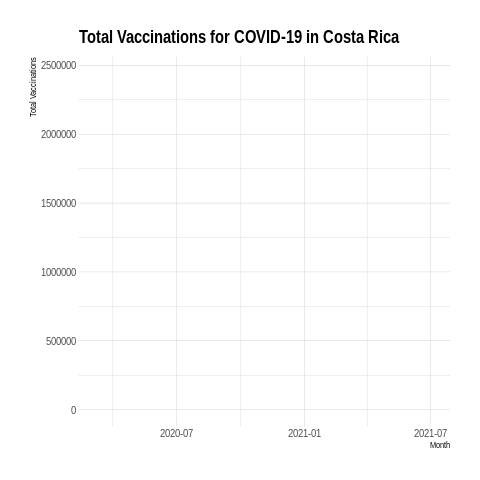 Total Vaccinations for COVID-19 in Costa Rica
Total Vaccinations
2500000
2000000
1500000
1000000
500000
0
2020-07 2021-01 2021-07
Month